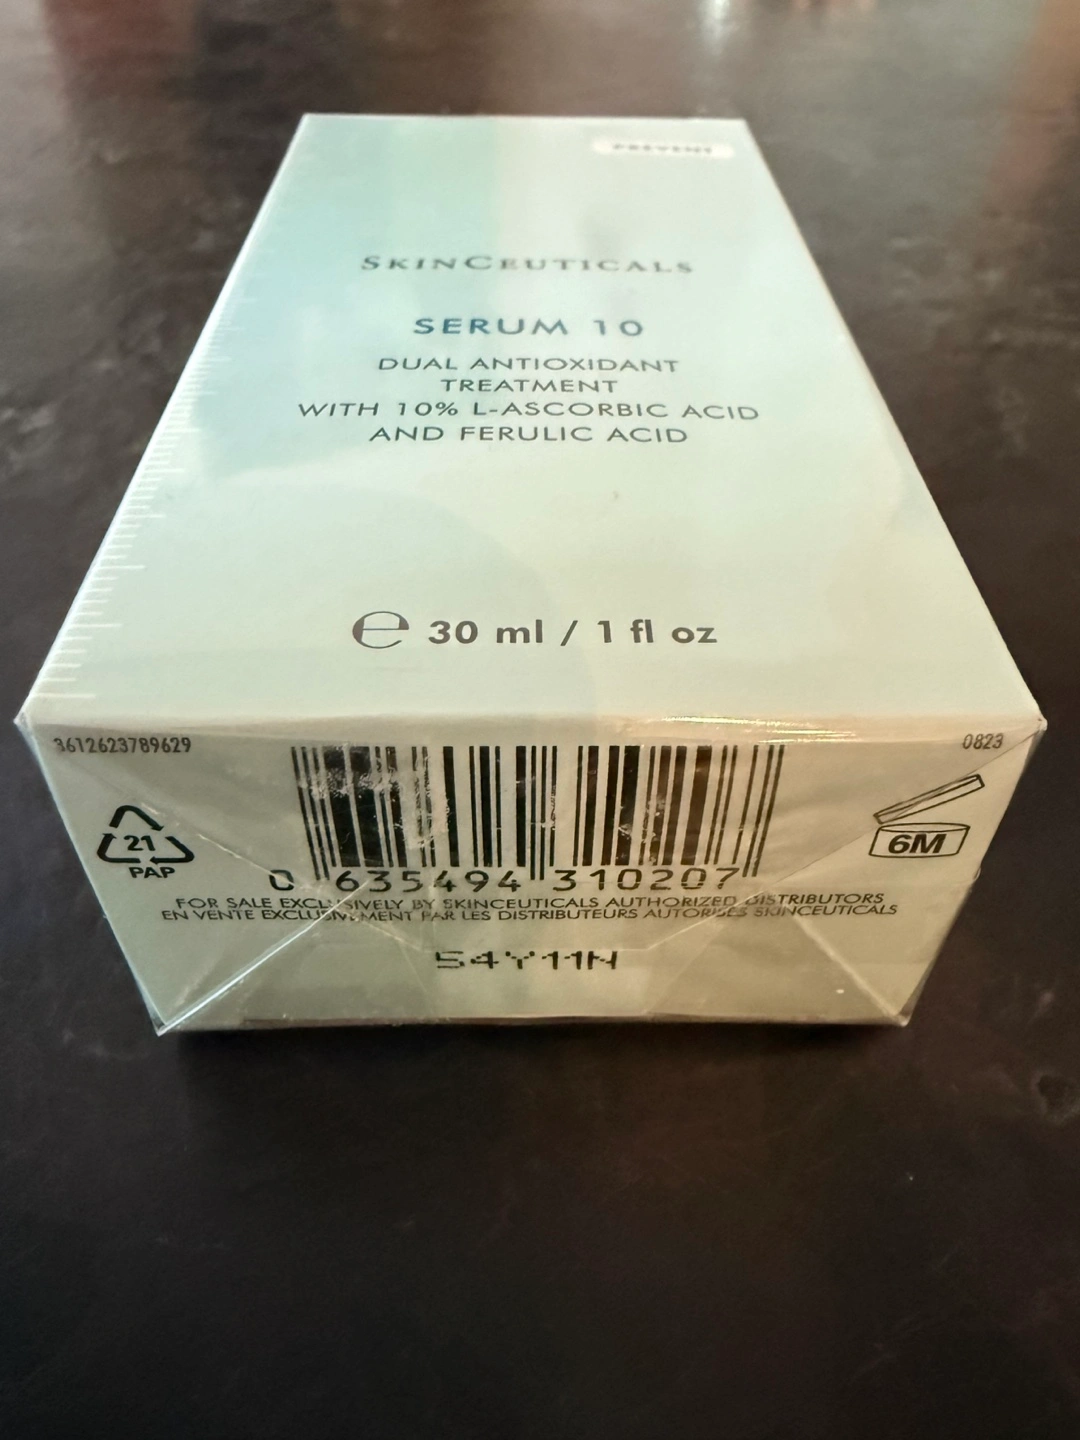 PREVENT
SKINCEUTICALS
SERUM 10
DUAL ANTIOXIDANT
TREATMENT
WITH 10% L-ASCORBIC ACID
AND FERULIC ACID
℮ 30 ml / 1 fl oz
3612623789629
0823
21
PAP
6M
0 635494 310207
FOR SALE EXCLUSIVELY BY SKINCEUTICALS AUTHORIZED DISTRIBUTORS
EN VENTE EXCLUSIVEMENT PAR LES DISTRIBUTEURS AUTORISÉS SKINCEUTICALS
54Y11N